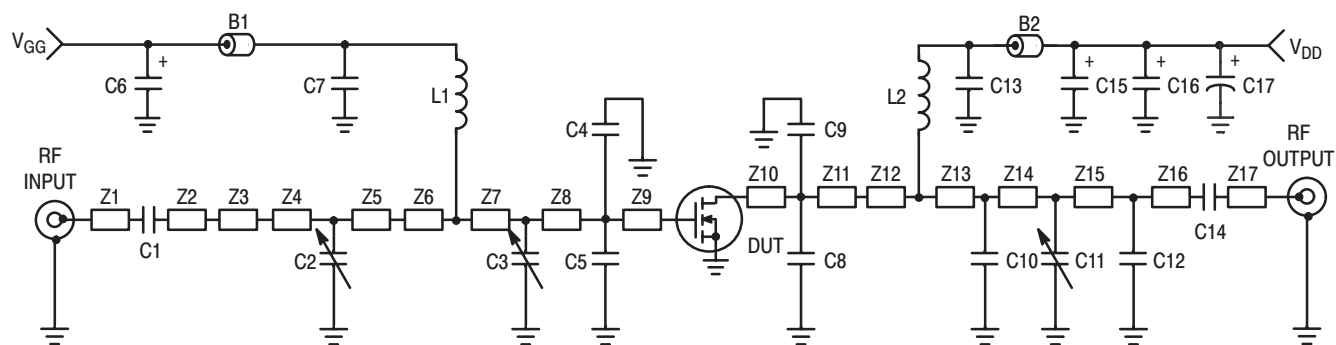 B1
B2
V_GG
V_DD
+
+
+
+
C6
C7
L1
L2
C13
C15
C16
C17
C4
C9
RF
INPUT
RF
OUTPUT
Z1
Z2
Z3
Z4
Z5
Z6
Z7
Z8
Z9
Z10
Z11
Z12
Z13
Z14
Z15
Z16
Z17
C1
C2
C3
C5
DUT
C8
C10
C11
C12
C14